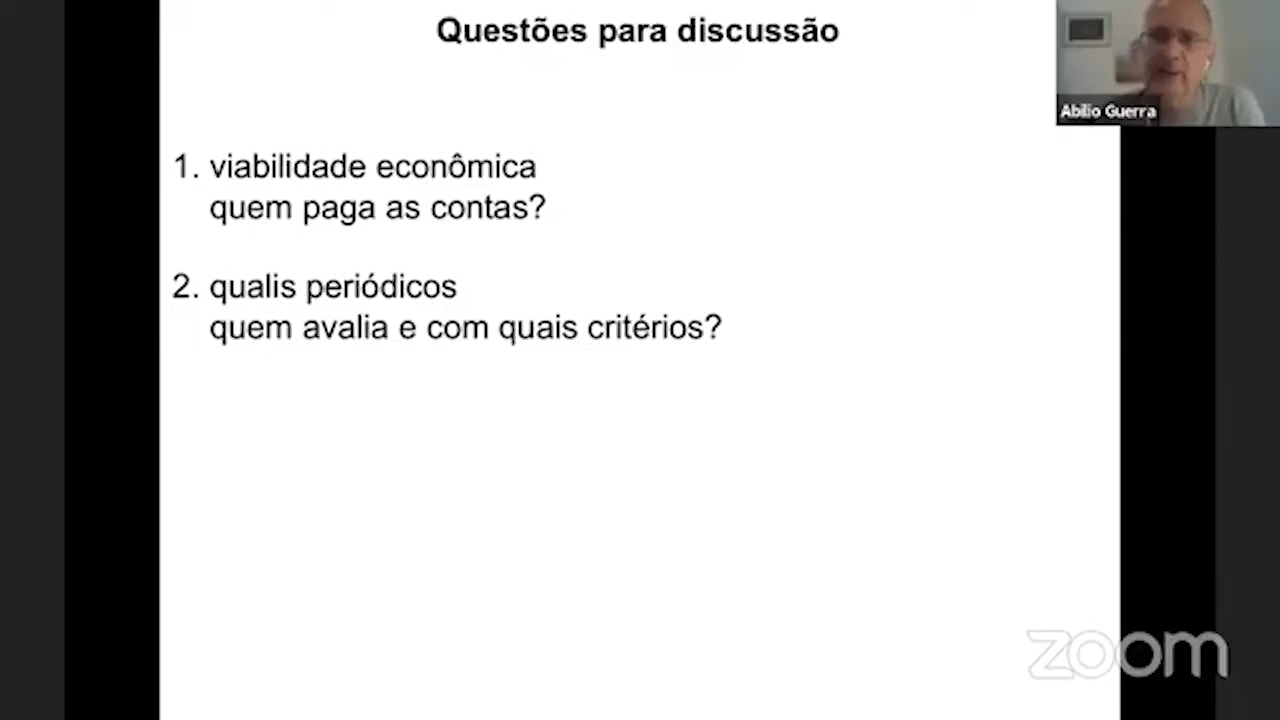 Questões para discussão
Abílio Guerra
1. viabilidade econômica
quem paga as contas?
2. qualis periódicos
quem avalia e com quais critérios?
zoom